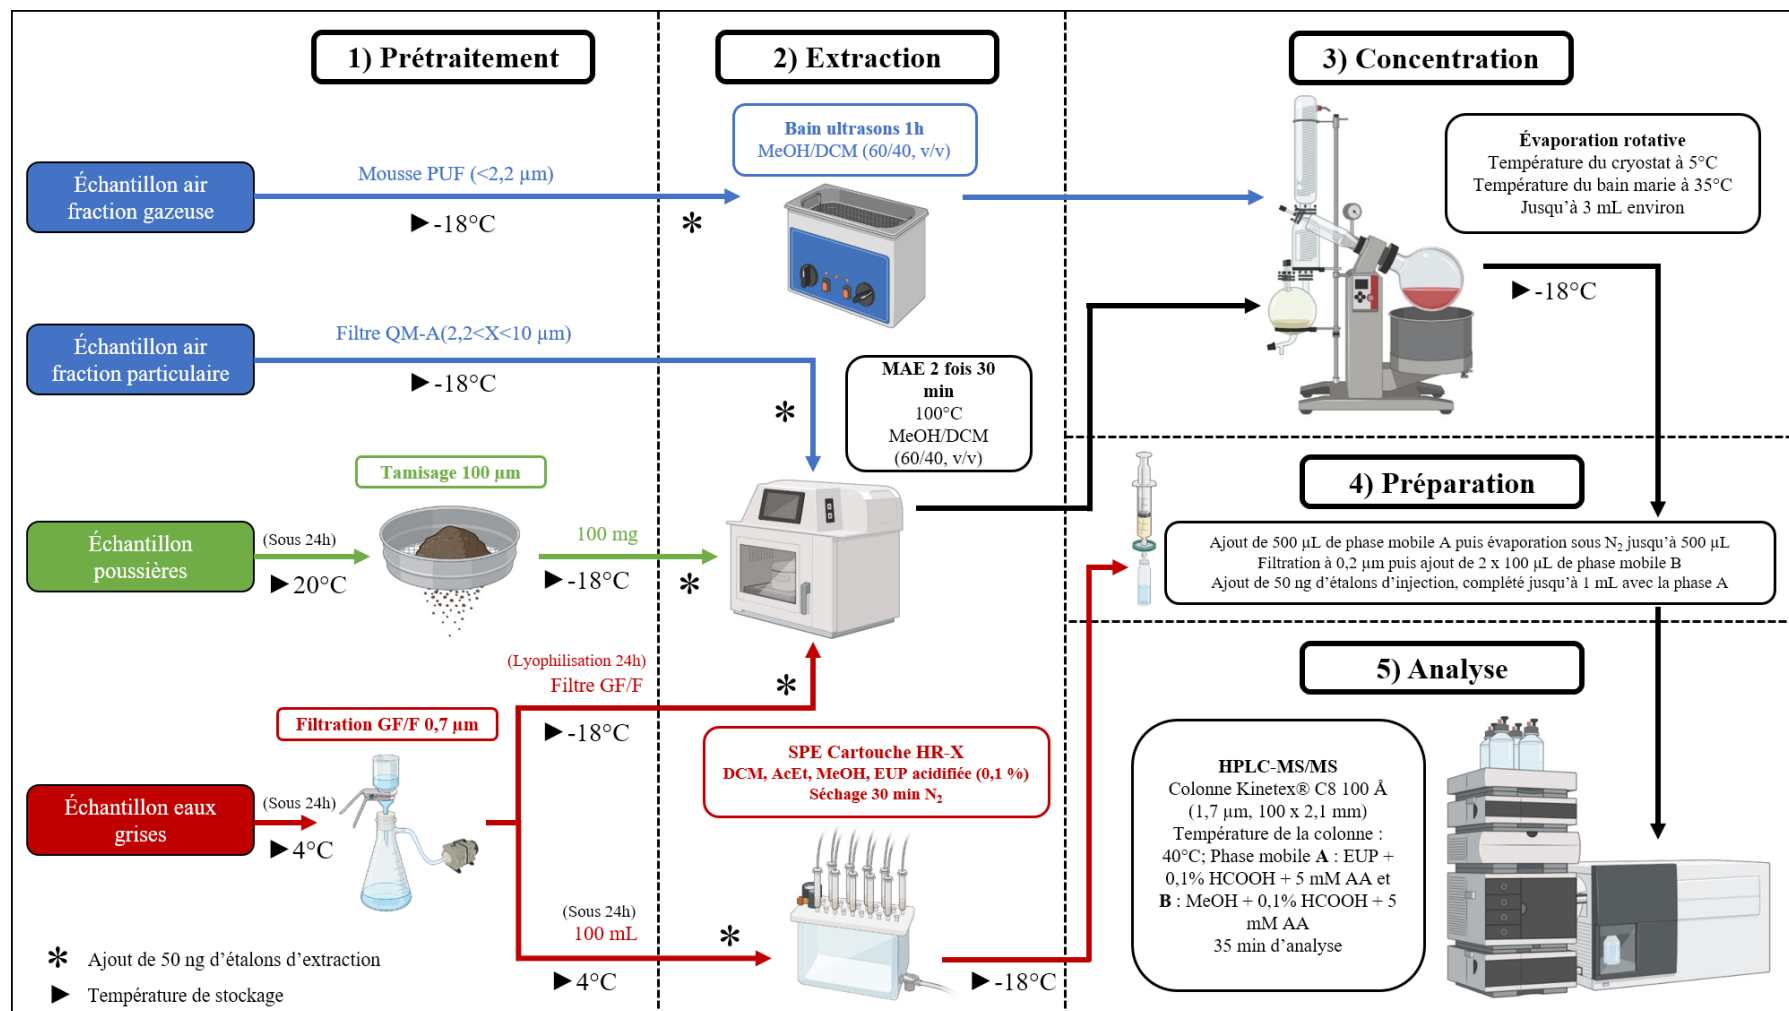 1) Prétraitement
2) Extraction
3) Concentration
Bain ultrasons 1h
MeOH/DCM (60/40, v/v)
Évaporation rotative
Température du cryostat à 5°C
Température du bain marie à 35°C
Jusqu'à 3 mL environ
Échantillon air
fraction gazeuse
Mousse PUF (<2,2 µm)
►-18°C
*
►-18°C
Échantillon air
fraction particulaire
Filtre QM-A(2,2<X<10 µm)
►-18°C
*
MAE 2 fois 30
min
100°C
MeOH/DCM
(60/40, v/v)
Tamisage 100 µm
4) Préparation
Échantillon
poussières
(Sous 24h)
►20°C
100 mg
►-18°C
*
Ajout de 500 µL de phase mobile A puis évaporation sous N₂ jusqu'à 500 µL
Filtration à 0,2 µm puis ajout de 2 x 100 µL de phase mobile B
Ajout de 50 ng d'étalons d'injection, complété jusqu'à 1 mL avec la phase A
(Lyophilisation 24h)
Filtre GF/F
►-18°C
*
5) Analyse
Filtration GF/F 0,7 µm
SPE Cartouche HR-X
DCM, AcEt, MeOH, EUP acidifiée (0,1 %)
Séchage 30 min N₂
Échantillon eaux
grises
(Sous 24h)
►4°C
HPLC-MS/MS
Colonne Kinetex® C8 100 Å
(1,7 µm, 100 x 2,1 mm)
Température de la colonne :
40°C; Phase mobile A : EUP +
0,1% HCOOH + 5 mM AA et
B : MeOH + 0,1% HCOOH + 5
mM AA
35 min d'analyse
(Sous 24h)
100 mL
►4°C
*
►-18°C
* Ajout de 50 ng d'étalons d'extraction
► Température de stockage